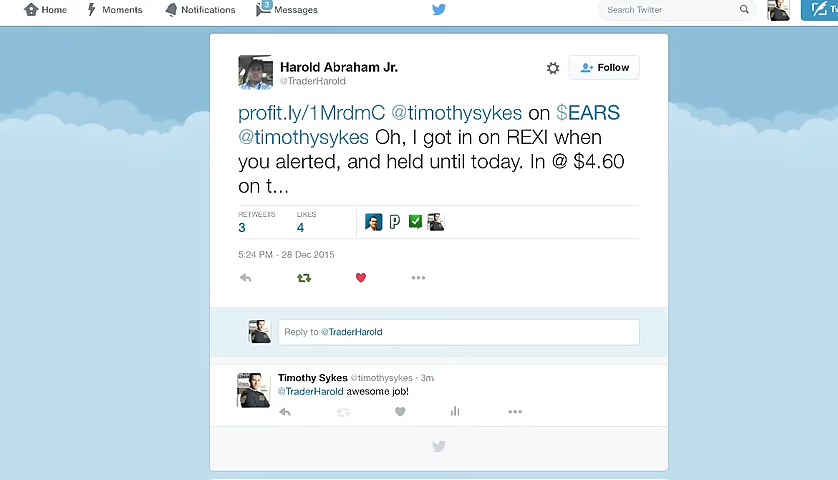 Home Moments Notifications 3 Messages Search Twitter
Harold Abraham Jr.
@TraderHarold
Follow
profit.ly/1MrdmC @timothysykes on $EARS
@timothysykes Oh, I got in on REXI when
you alerted, and held until today. In @ $4.60
on t...
RETWEETS LIKES
3 4
5:24 PM - 28 Dec 2015
Reply to @TraderHarold
Timothy Sykes @timothysykes · 3m
@TraderHarold awesome job!